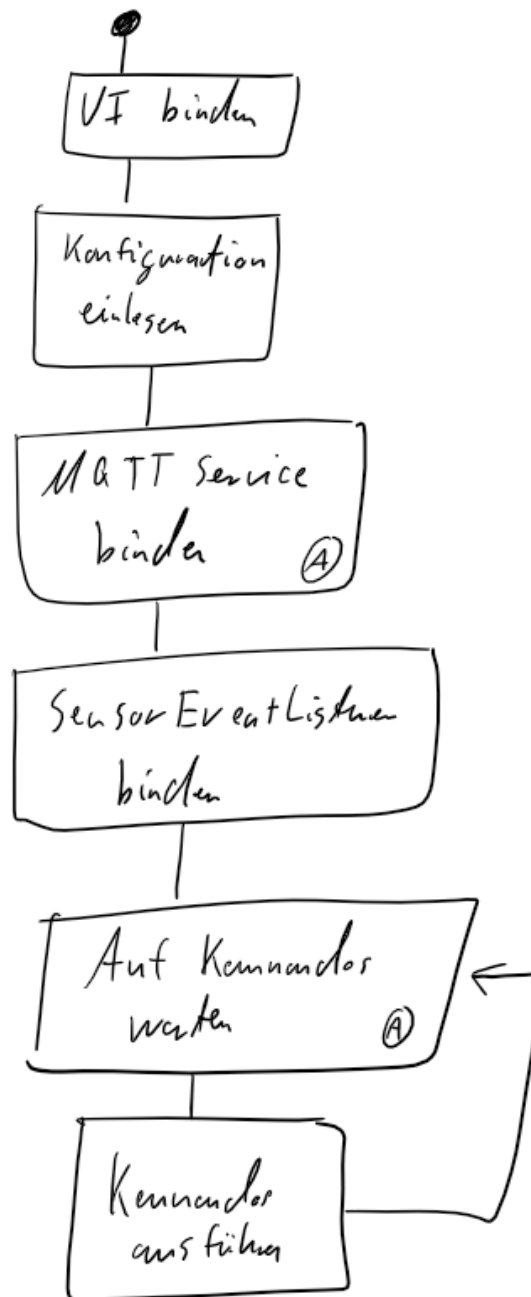 UI binden
Konfiguration
einlesen
MQTT Service
binden
A
SensorEventListener
binden
Auf Kommandos
warten
A
Kommandos
ausführen